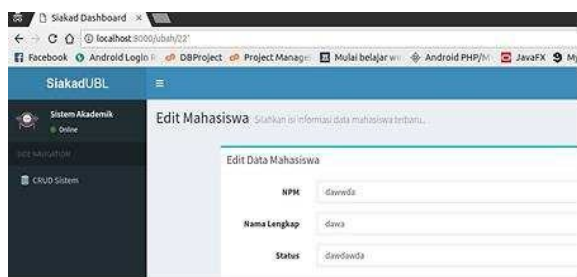 Siakad Dashboard ×
localhost:3000/ubah/22"
Facebook Android Login DBProject Project Manage Mulai belajar Android PHP/M JavaFX My
SiakadUBL
Sistem Akademik
Online
Edit Mahasiswa Silahkan isi informasi data mahasiswa terbaru..
Edit Data Mahasiswa
CRUD Sistem
NPM dawwda
Nama Lengkap dawa
Status dawdawda